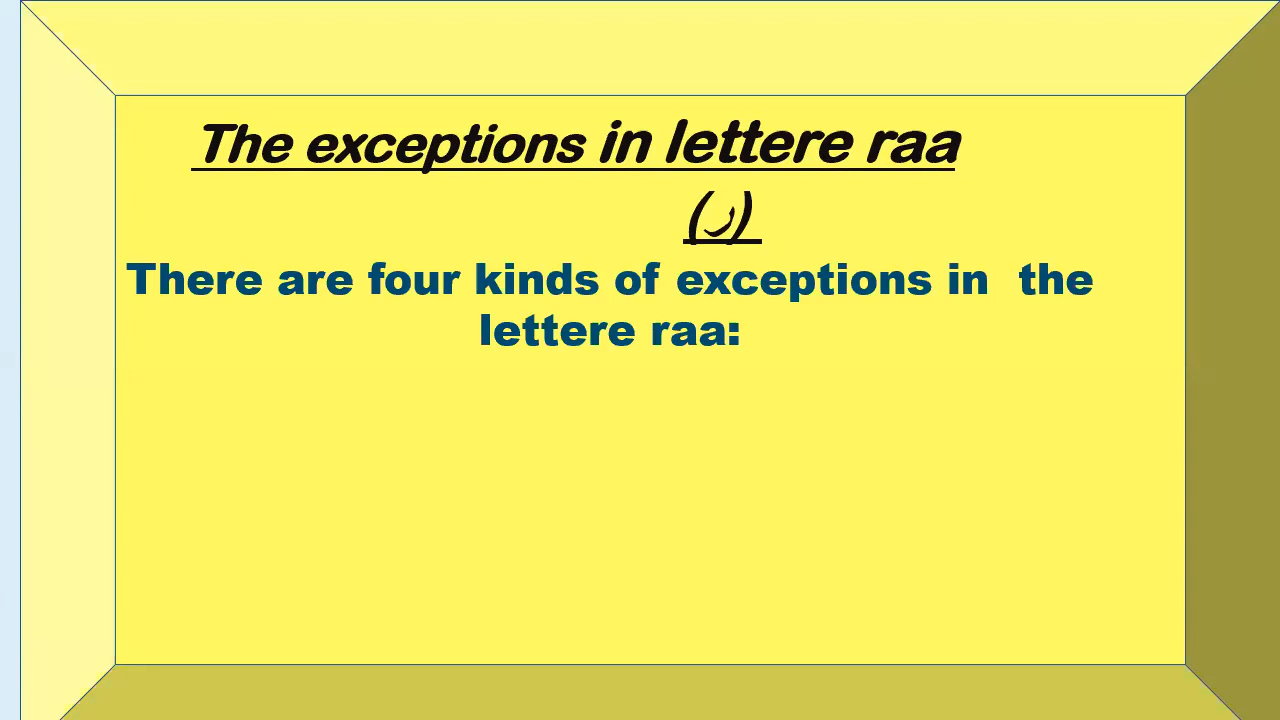 The exceptions in lettere raa
(ر)
There are four kinds of exceptions in the
lettere raa: